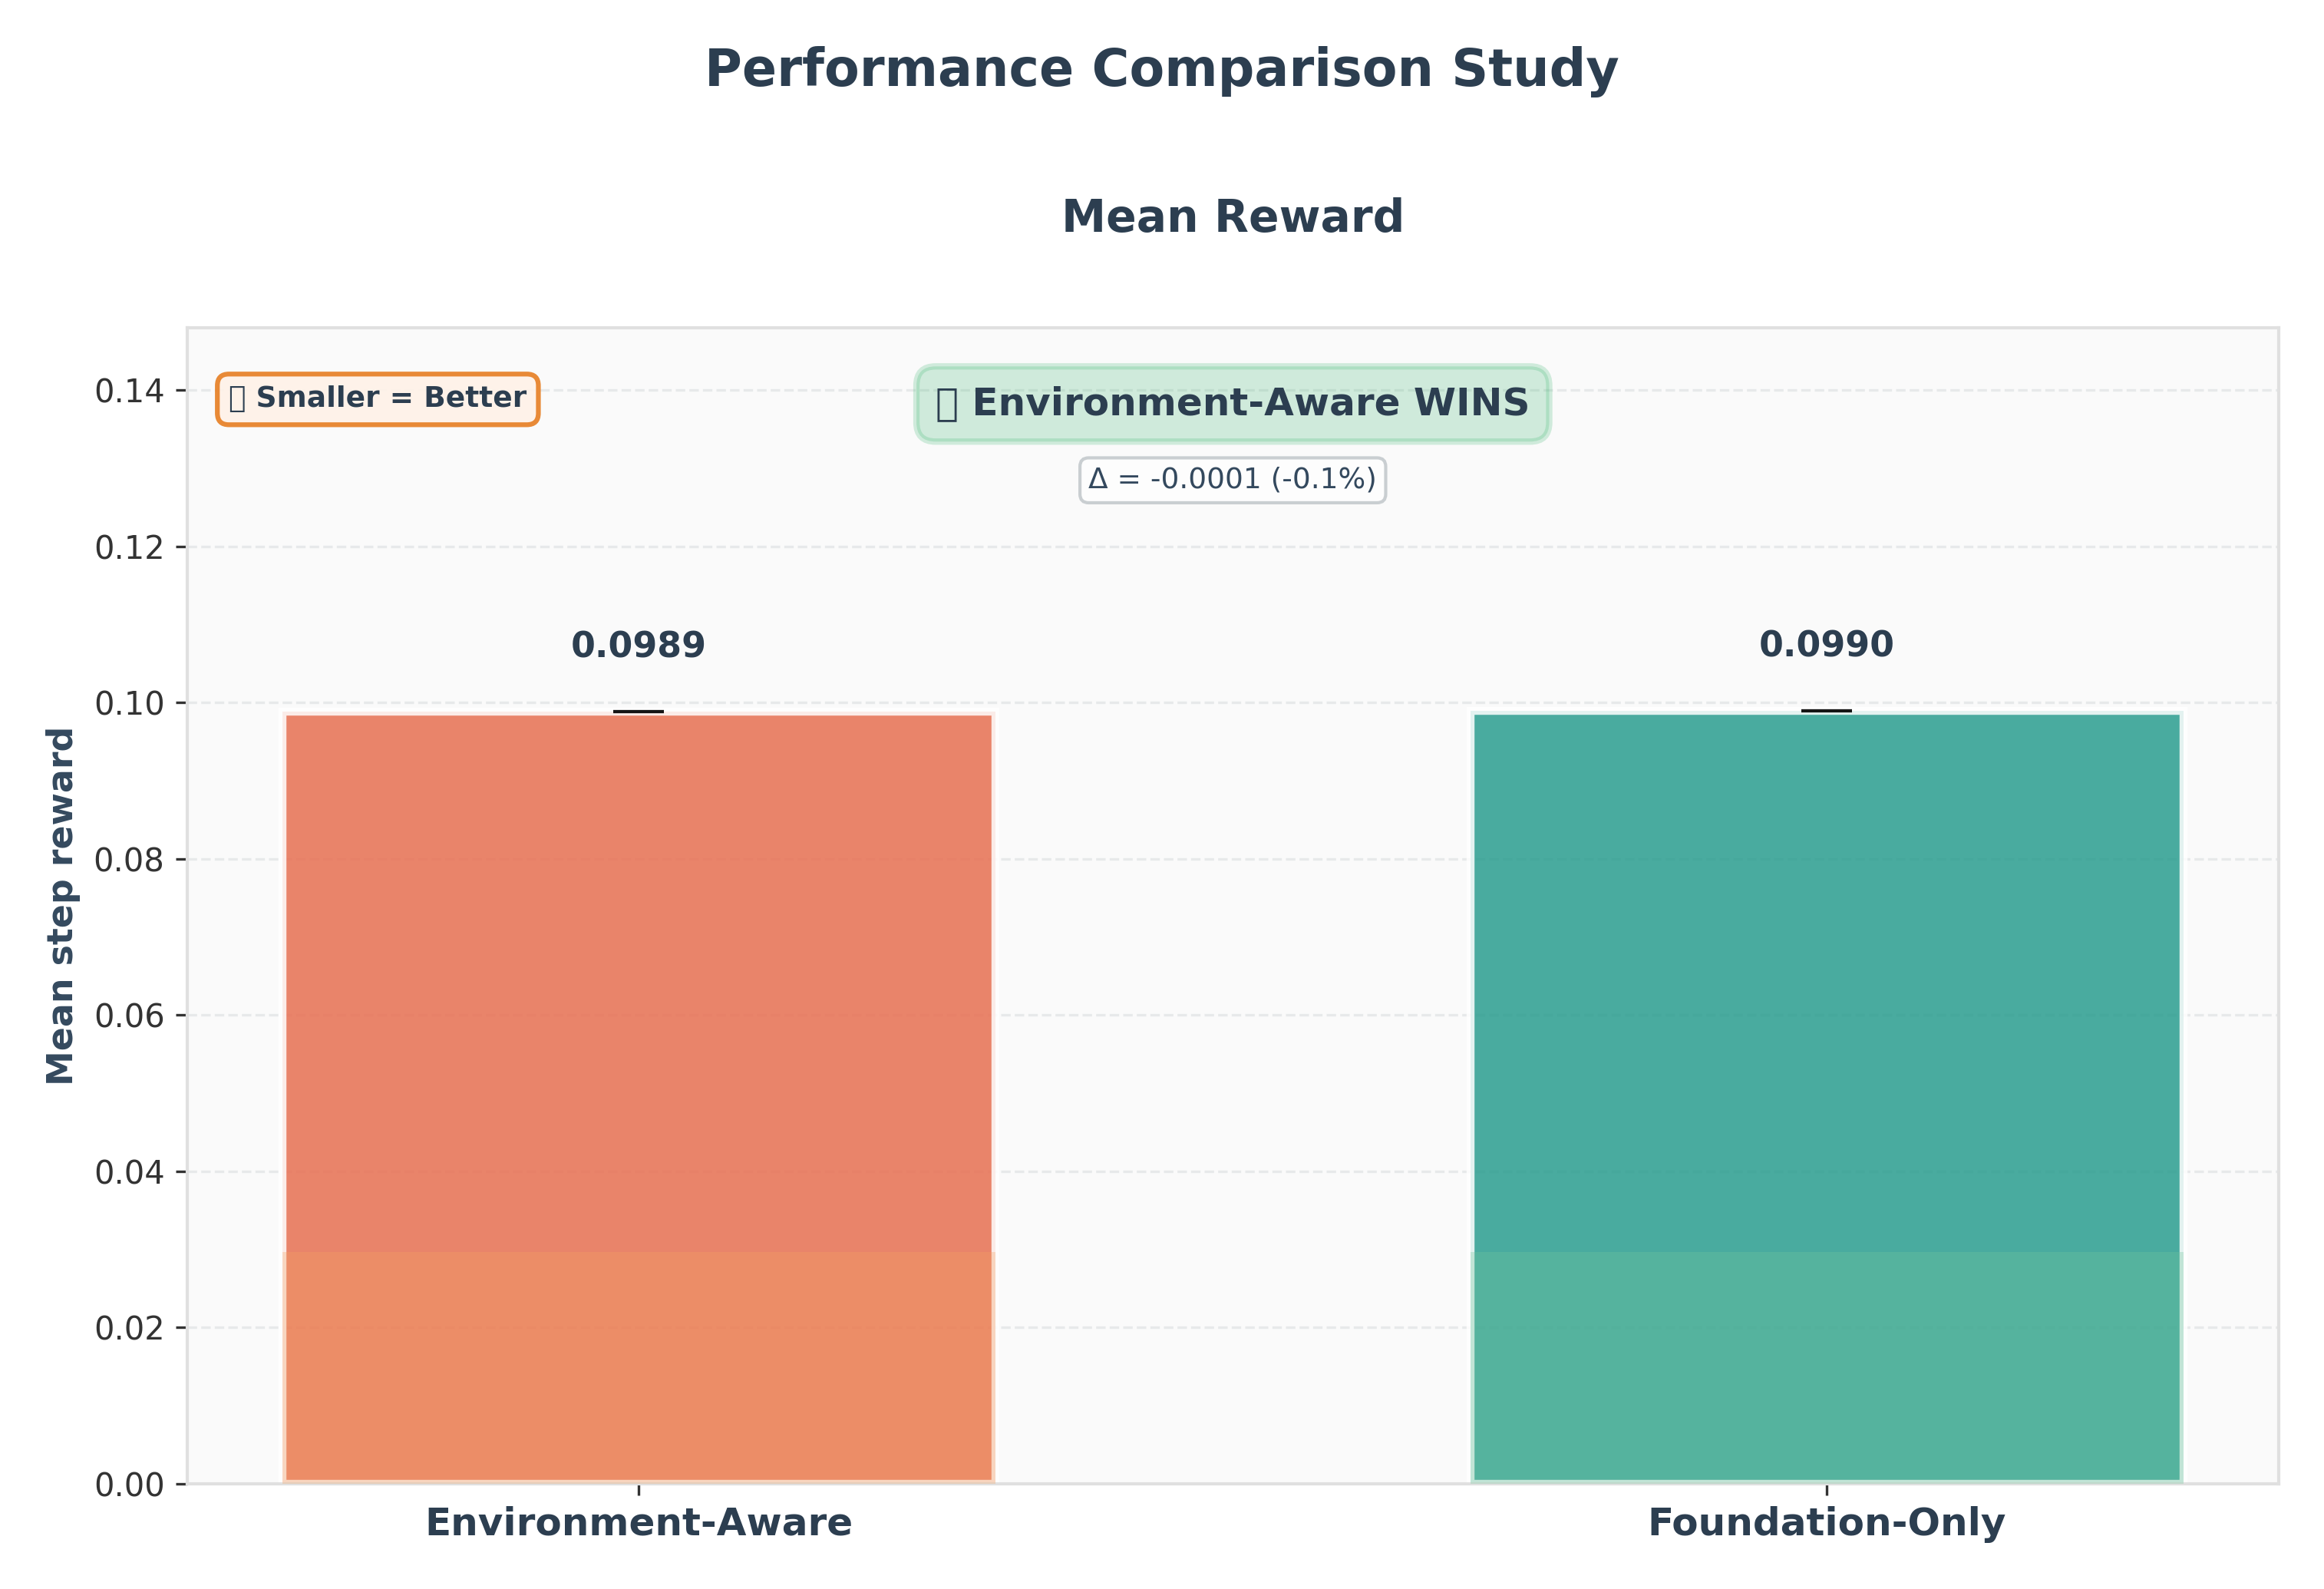 Performance Comparison Study
Mean Reward
Smaller = Better
Environment-Aware WINS
Δ = -0.0001 (-0.1%)
0.0989
0.0990
Mean step reward
0.14
0.12
0.10
0.08
0.06
0.04
0.02
0.00
Environment-Aware
Foundation-Only